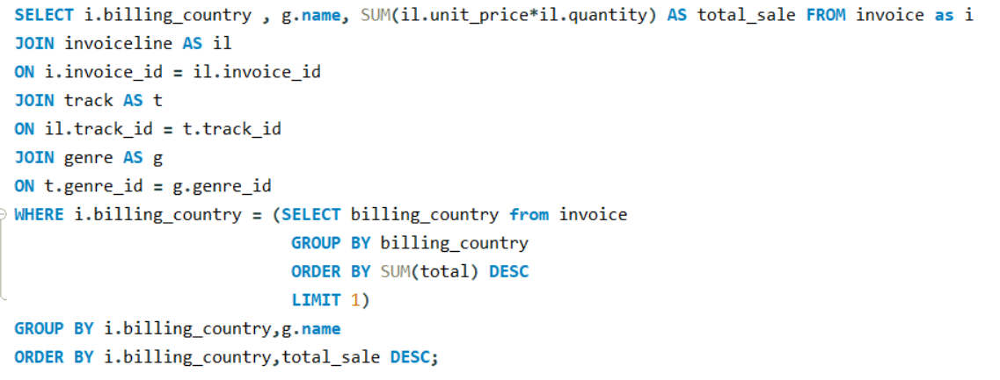 SELECT i.billing_country , g.name, SUM(il.unit_price*il.quantity) AS total_sale FROM invoice as i
JOIN invoiceline AS il
ON i.invoice_id = il.invoice_id
JOIN track AS t
ON il.track_id = t.track_id
JOIN genre AS g
ON t.genre_id = g.genre_id
WHERE i.billing_country = (SELECT billing_country from invoice
GROUP BY billing_country
ORDER BY SUM(total) DESC
LIMIT 1)
GROUP BY i.billing_country,g.name
ORDER BY i.billing_country,total_sale DESC;